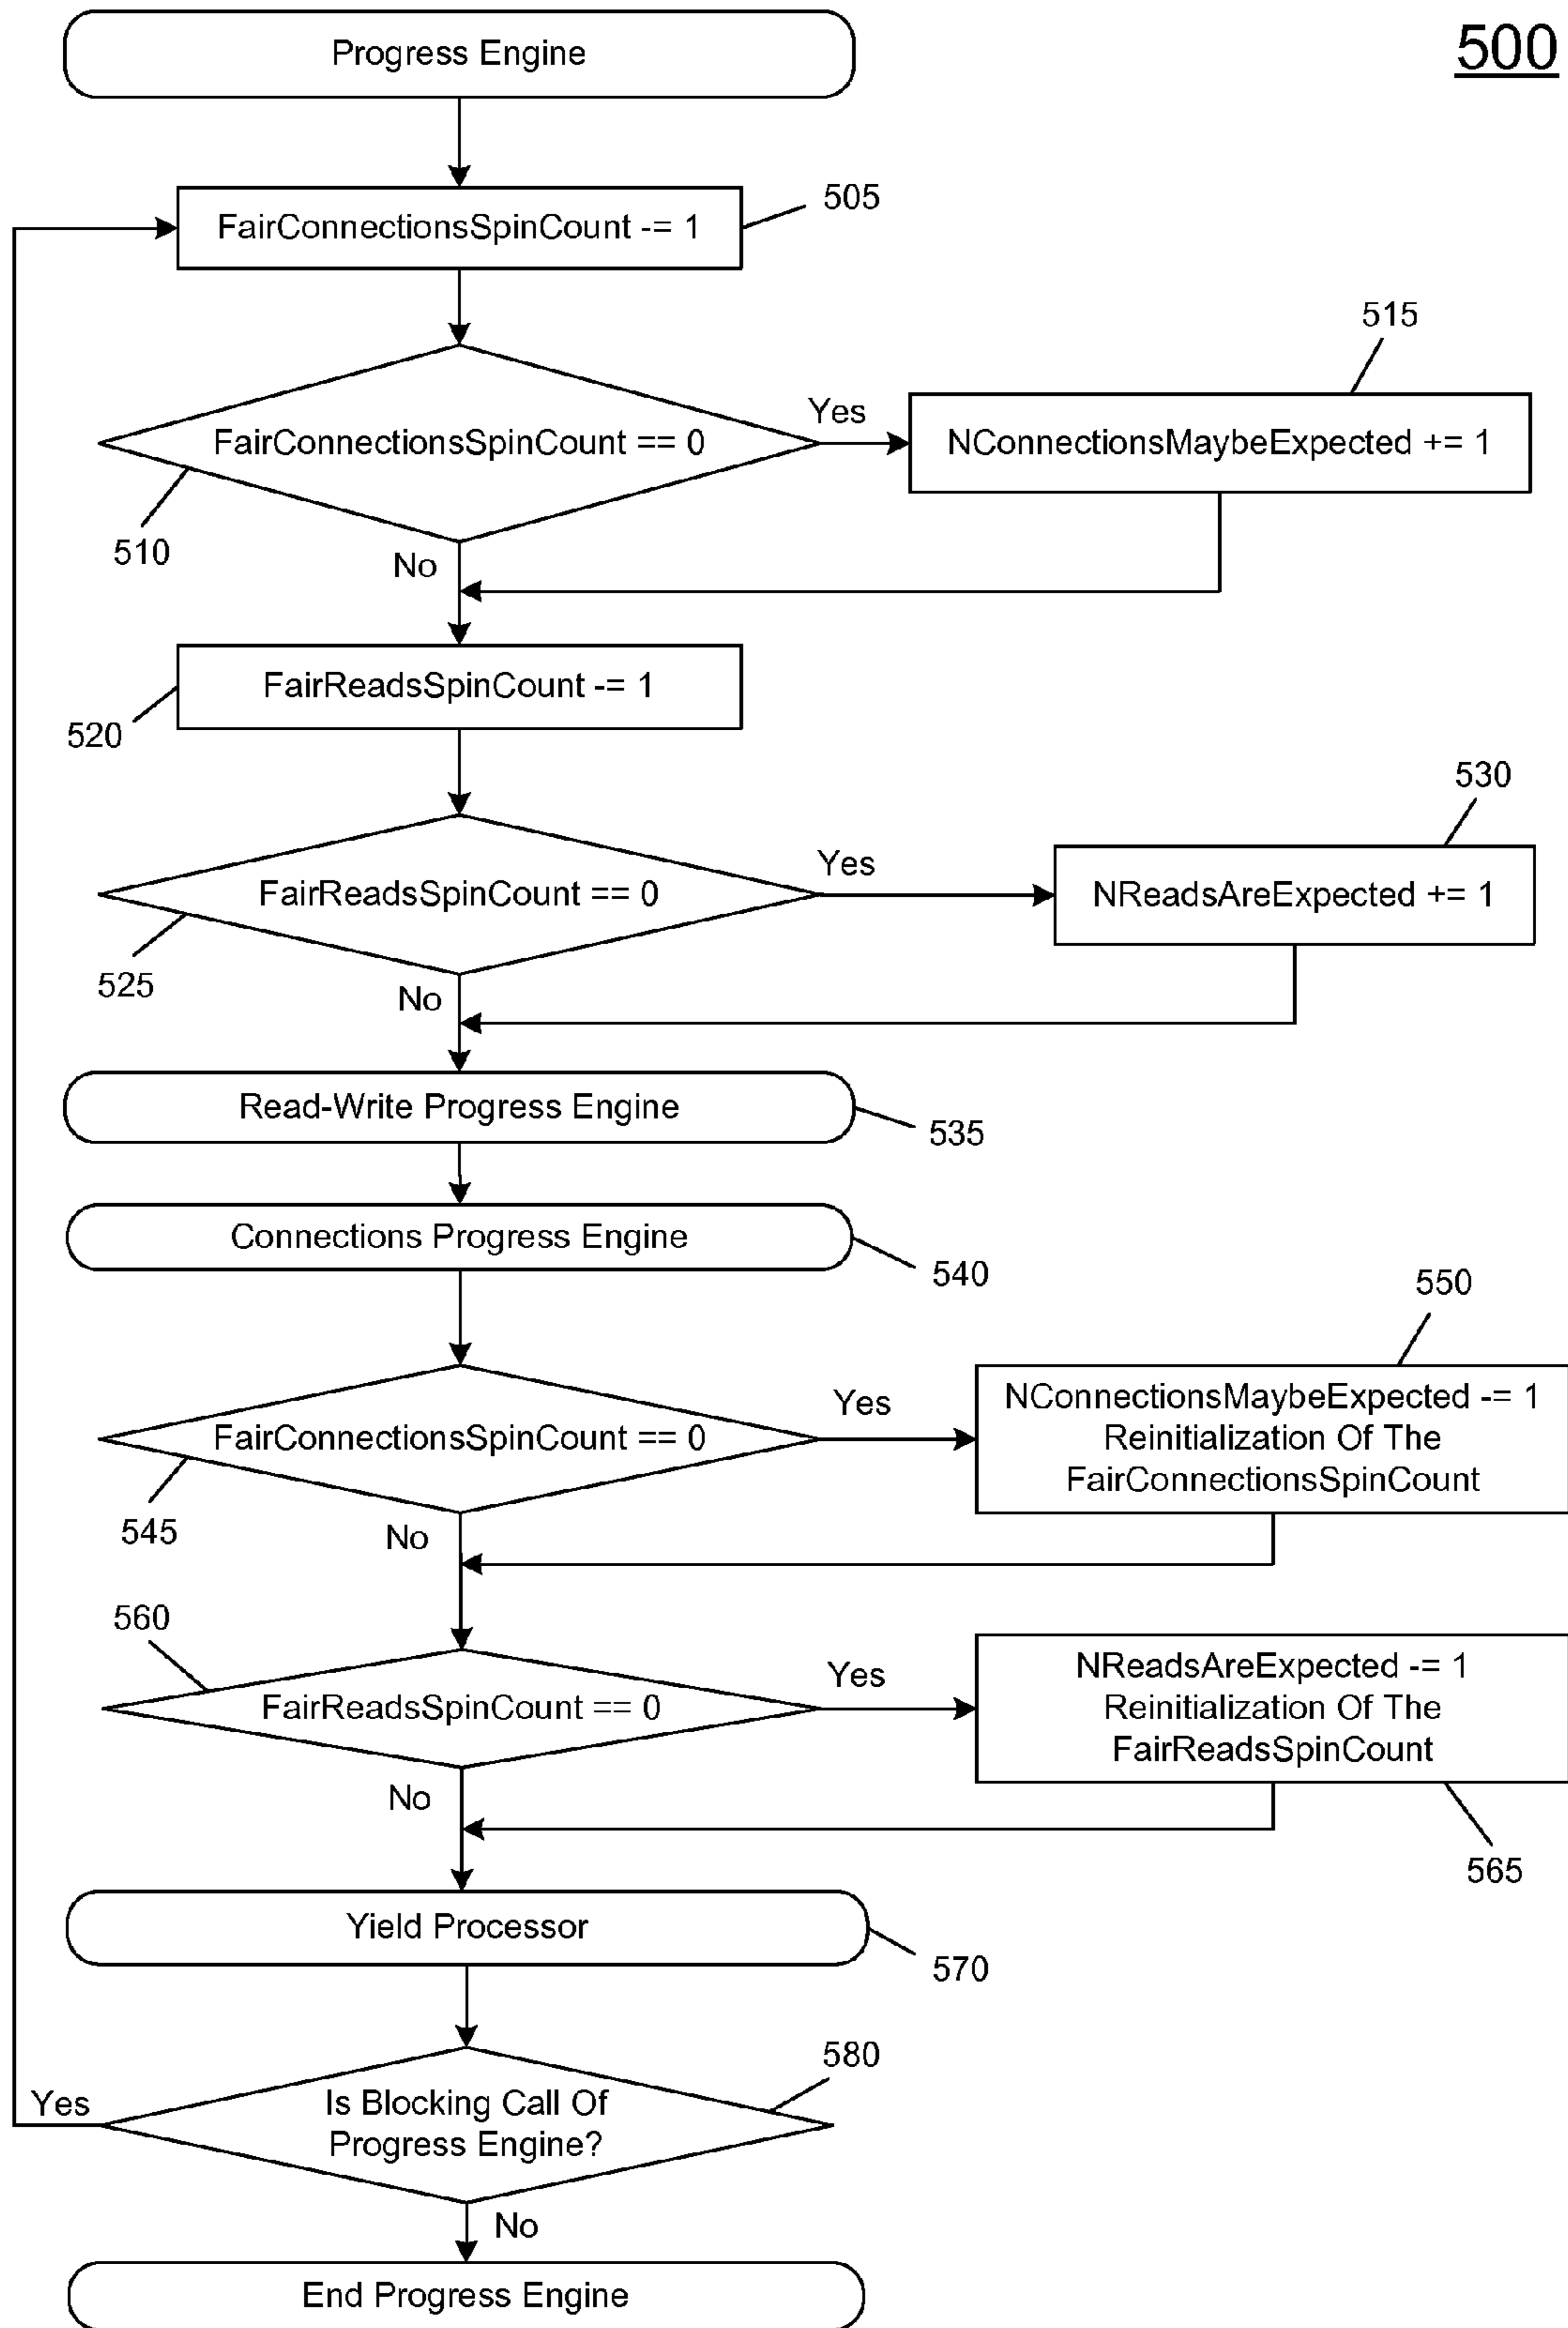 Progress Engine
500
FairConnectionsSpinCount -= 1
505
FairConnectionsSpinCount == 0
510
Yes
515
NConnectionsMaybeExpected += 1
No
FairReadsSpinCount -= 1
520
FairReadsSpinCount == 0
525
Yes
530
NReadsAreExpected += 1
No
Read-Write Progress Engine
535
Connections Progress Engine
540
FairConnectionsSpinCount == 0
545
Yes
550
NConnectionsMaybeExpected -= 1
Reinitialization Of The
FairConnectionsSpinCount
No
560
FairReadsSpinCount == 0
Yes
NReadsAreExpected -= 1
Reinitialization Of The
FairReadsSpinCount
565
No
Yield Processor
570
580
Is Blocking Call Of
Progress Engine?
Yes
No
End Progress Engine